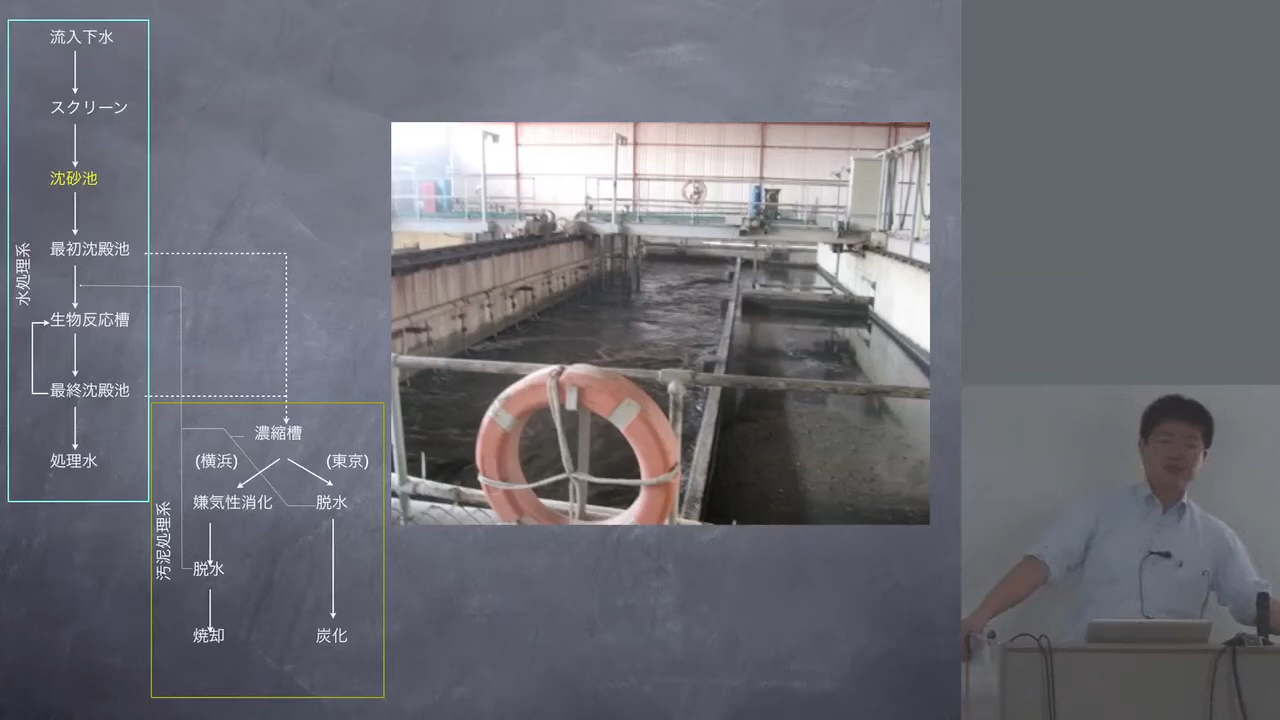 流入下水
スクリーン
沈砂池
最初沈殿池
生物反応槽
最終沈殿池
処理水
水処理系
濃縮槽
(横浜)
(東京)
嫌気性消化
脱水
脱水
焼却
炭化
汚泥処理系